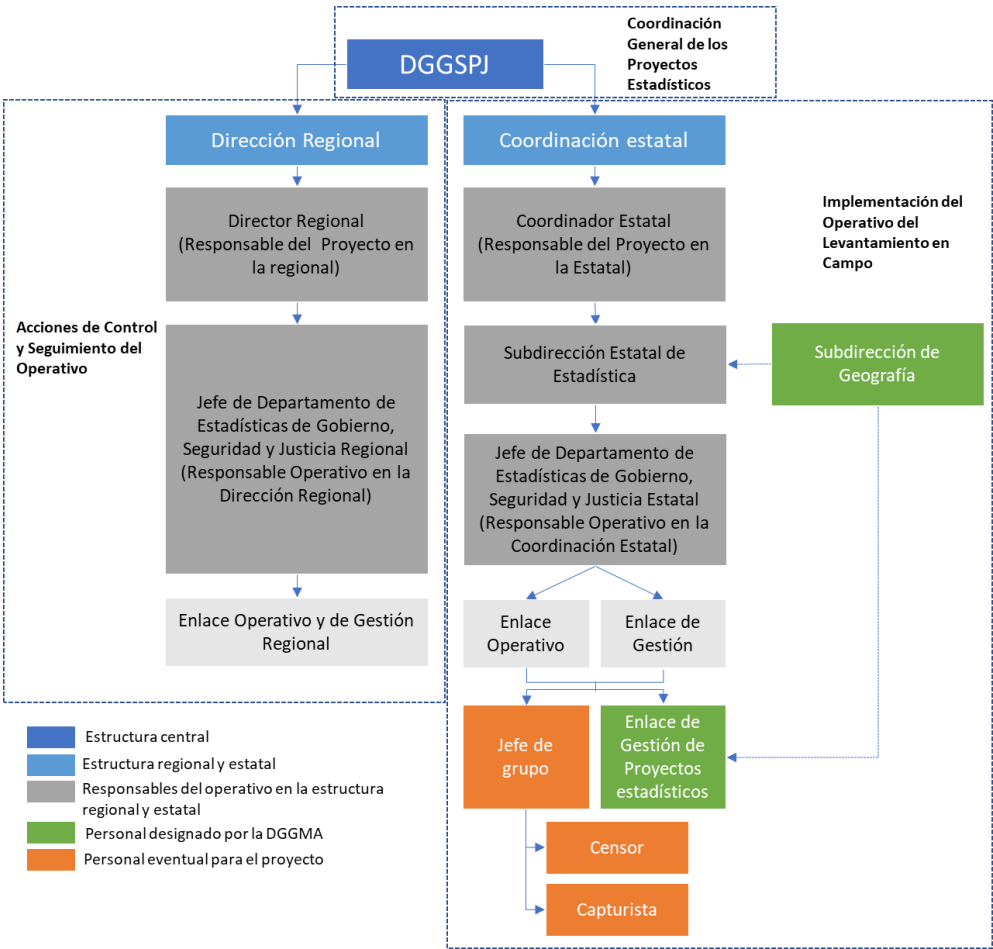 Coordinación
General de los
Proyectos
Estadísticos
DGGSPJ
Dirección Regional
Director Regional
(Responsable del Proyecto en
la regional)
Acciones de Control
y Seguimiento del
Operativo
Jefe de Departamento de
Estadísticas de Gobierno,
Seguridad y Justicia Regional
(Responsable Operativo en la
Dirección Regional)
Enlace Operativo y de Gestión
Regional
Coordinación estatal
Coordinador Estatal
(Responsable del Proyecto en
la Estatal)
Implementación del
Operativo del
Levantamiento en
Campo
Subdirección Estatal de
Estadística
Subdirección de
Geografía
Jefe de Departamento de
Estadísticas de Gobierno,
Seguridad y Justicia Estatal
(Responsable Operativo en la
Coordinación Estatal)
Enlace
Operativo
Enlace de
Gestión
Jefe de
grupo
Enlace de
Gestión de
Proyectos
estadísticos
Censor
Capturista
Estructura central
Estructura regional y estatal
Responsables del operativo en la estructura
regional y estatal
Personal designado por la DGGMA
Personal eventual para el proyecto